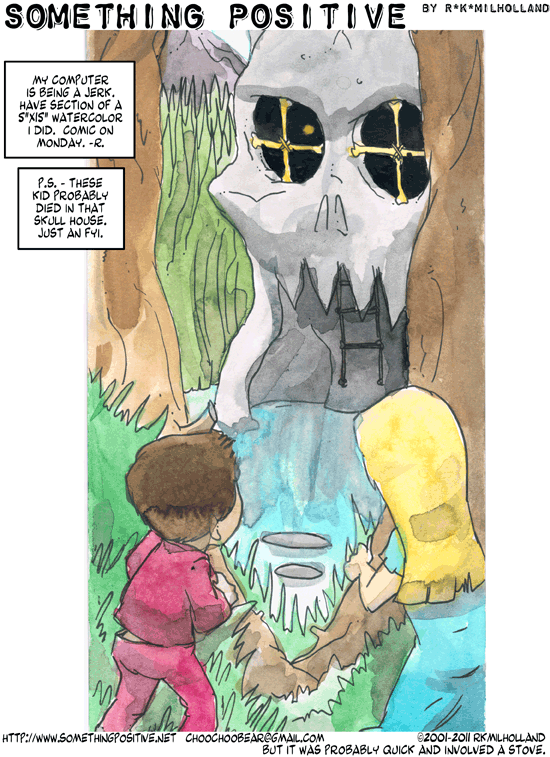 SOMETHING POSITIVE BY R*K*MILHOLLAND
MY COMPUTER
IS BEING A JERK.
HAVE SECTION OF A
5"X15" WATERCOLOR
I DID. COMIC ON
MONDAY. -R.
P.S. - THESE
KID PROBABLY
DIED IN THAT
SKULL HOUSE.
JUST AN FYI.
HTTP://WWW.SOMETHINGPOSITIVE.NET CHOOCHOOBEAR@GMAIL.COM ©2001-2011 RKMILHOLLAND
BUT IT WAS PROBABLY QUICK AND INVOLVED A STOVE.